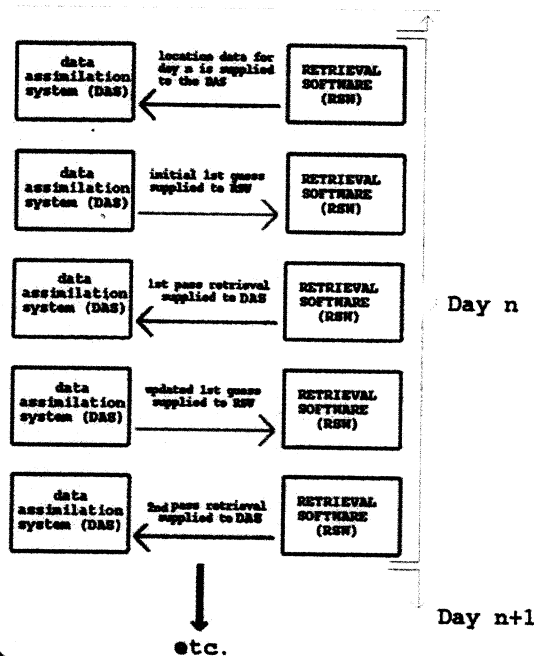 data
assimilation
system (DAS)
location data for
day n is supplied
to the DAS
RETRIEVAL
SOFTWARE
(RSW)
data
assimilation
system (DAS)
initial 1st guess
supplied to RSW
RETRIEVAL
SOFTWARE
(RSW)
data
assimilation
system (DAS)
1st pass retrieval
supplied to DAS
RETRIEVAL
SOFTWARE
(RSW)
Day n
data
assimilation
system (DAS)
updated 1st guess
supplied to RSW
RETRIEVAL
SOFTWARE
(RSW)
data
assimilation
system (DAS)
2nd pass retrieval
supplied to DAS
RETRIEVAL
SOFTWARE
(RSW)
Day n+1
etc.